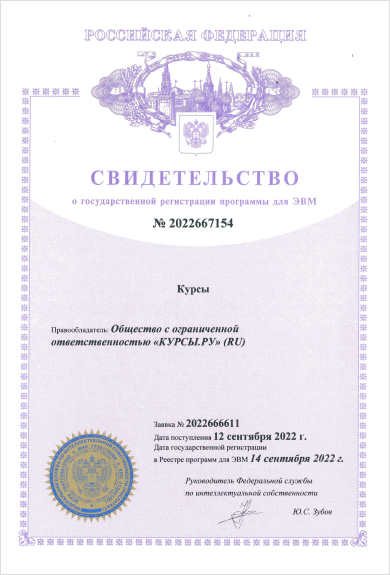 РОССИЙСКАЯ ФЕДЕРАЦИЯ
СВИДЕТЕЛЬСТВО
о государственной регистрации программы для ЭВМ
№ 2022667154
Курсы
Правообладатель: Общество с ограниченной
ответственностью «КУРСЫ.РУ» (RU)
Заявка № 2022666611
Дата поступления 12 сентября 2022 г.
Дата государственной регистрации
в Реестре программ для ЭВМ 14 сентября 2022 г.
Руководитель Федеральной службы
по интеллектуальной собственности
Ю.С. Зубов